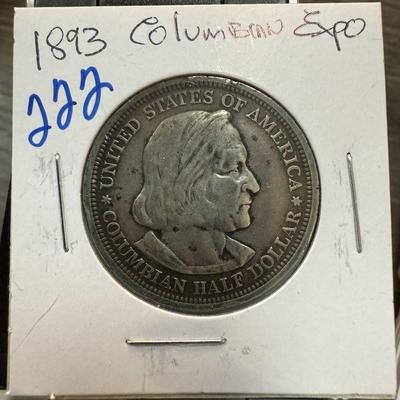 1893 Columbian Expo
222
UNITED STATES OF AMERICA
COLUMBIAN HALF DOLLAR